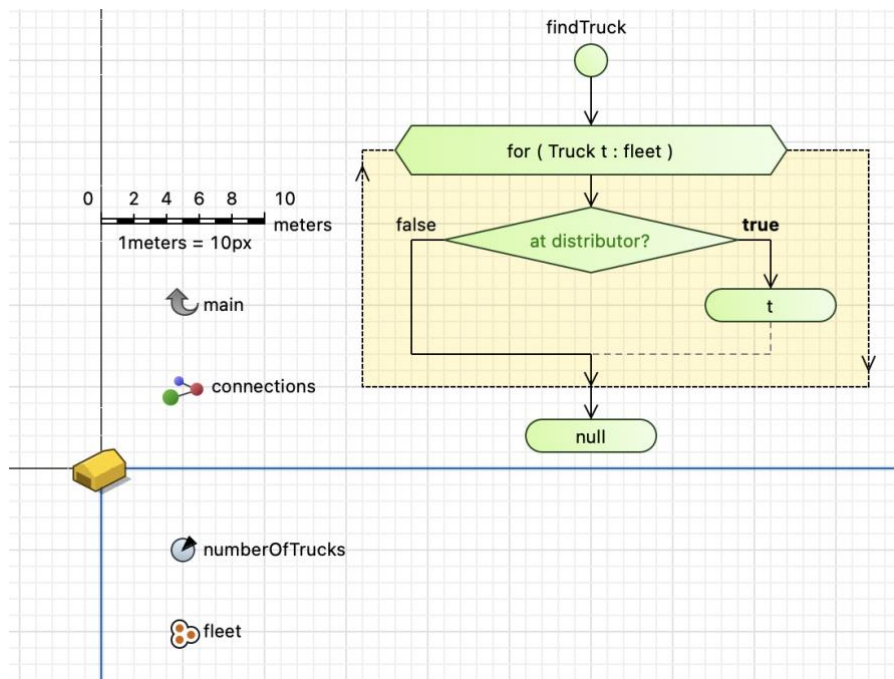 findTruck
for ( Truck t : fleet )
0 2 4 6 8 10
meters
1meters = 10px
false
true
at distributor?
t
main
connections
null
numberOfTrucks
fleet